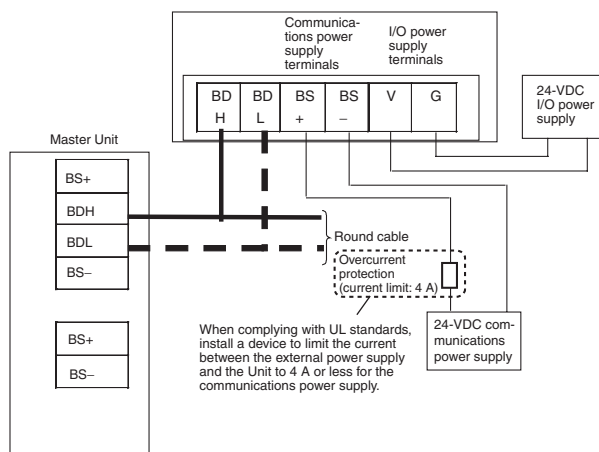 Communica-
tions power
supply
terminals
I/O power
supply
terminals
BD
H
BD
L
BS
+
BS
−
V
G
24-VDC
I/O power
supply
Master Unit
BS+
BDH
BDL
BS−
BS+
BS−
Round cable
Overcurrent
protection
(current limit: 4 A)
When complying with UL standards,
install a device to limit the current
between the external power supply
and the Unit to 4 A or less for the
communications power supply.
24-VDC com-
munications
power supply